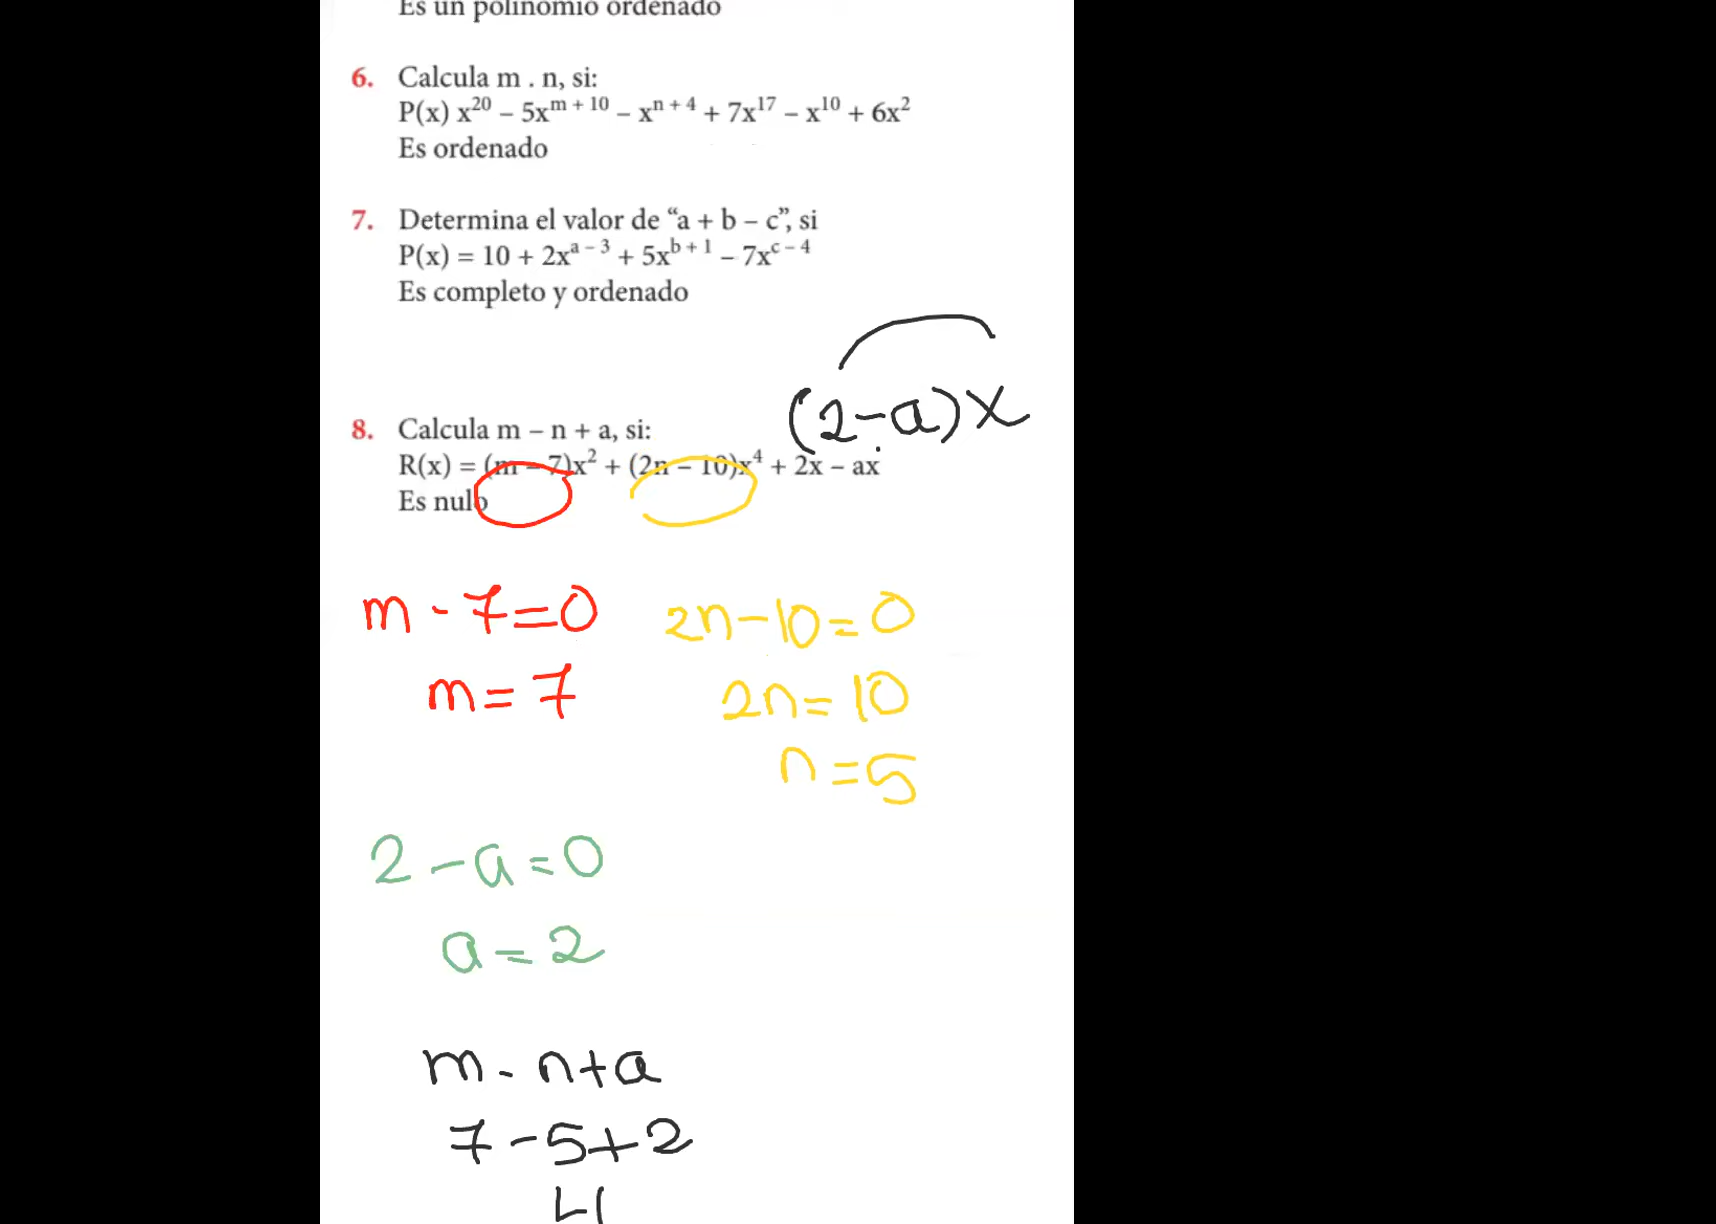 Es un polinomio ordenado
6. Calcula m . n, si:
P(x) x²⁰ – 5xᵐ ⁺ ¹⁰ – xⁿ ⁺ ⁴ + 7x¹⁷ – x¹⁰ + 6x²
Es ordenado
7. Determina el valor de “a + b – c”, si
P(x) = 10 + 2xᵃ ⁻ ³ + 5xᵇ ⁺ ¹ – 7xᶜ ⁻ ⁴
Es completo y ordenado
(2-a)x
8. Calcula m – n + a, si:
R(x) = (m – 7)x² + (2n – 10)x⁴ + 2x – ax
Es nulo
m - 7 = 0
m = 7
2n - 10 = 0
2n = 10
n = 5
2 - a = 0
a = 2
m - n + a
7 - 5 + 2
4